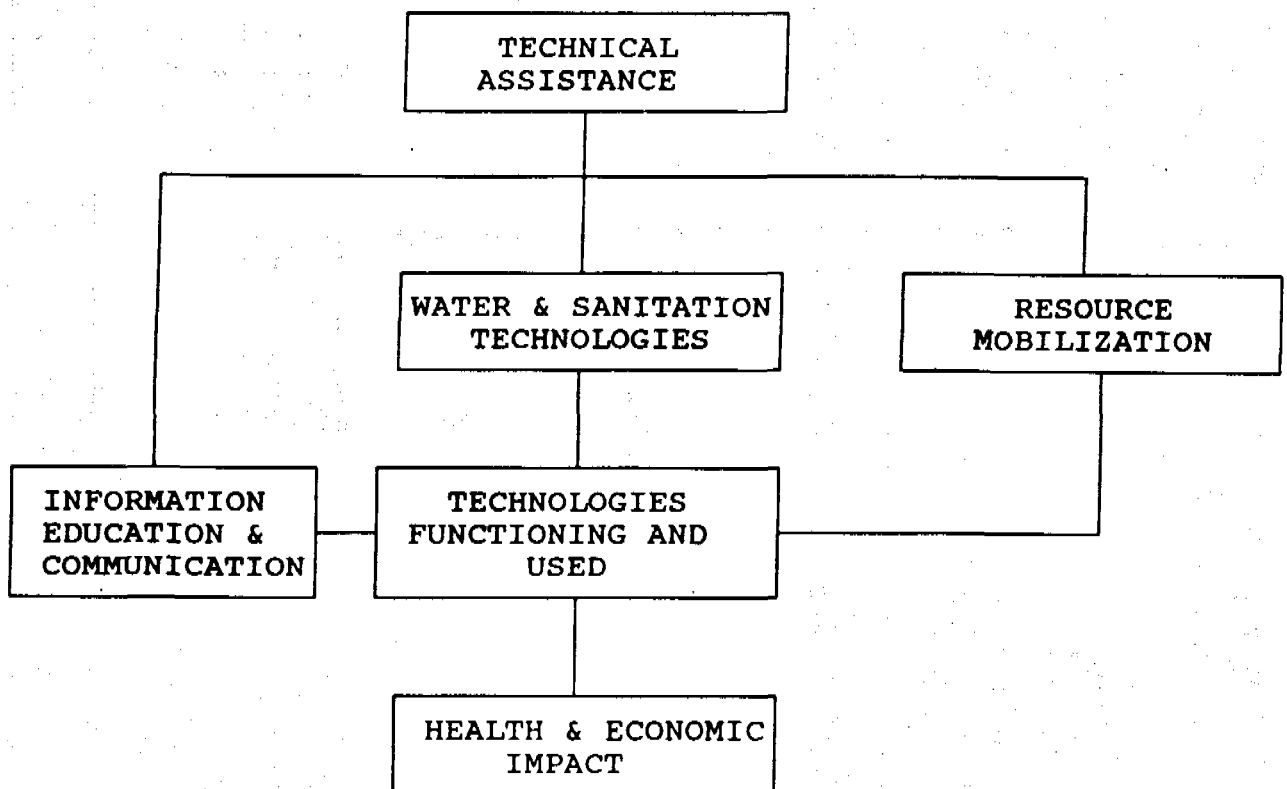 TECHNICAL
ASSISTANCE
WATER & SANITATION
TECHNOLOGIES
RESOURCE
MOBILIZATION
INFORMATION
EDUCATION &
COMMUNICATION
TECHNOLOGIES
FUNCTIONING AND
USED
HEALTH & ECONOMIC
IMPACT